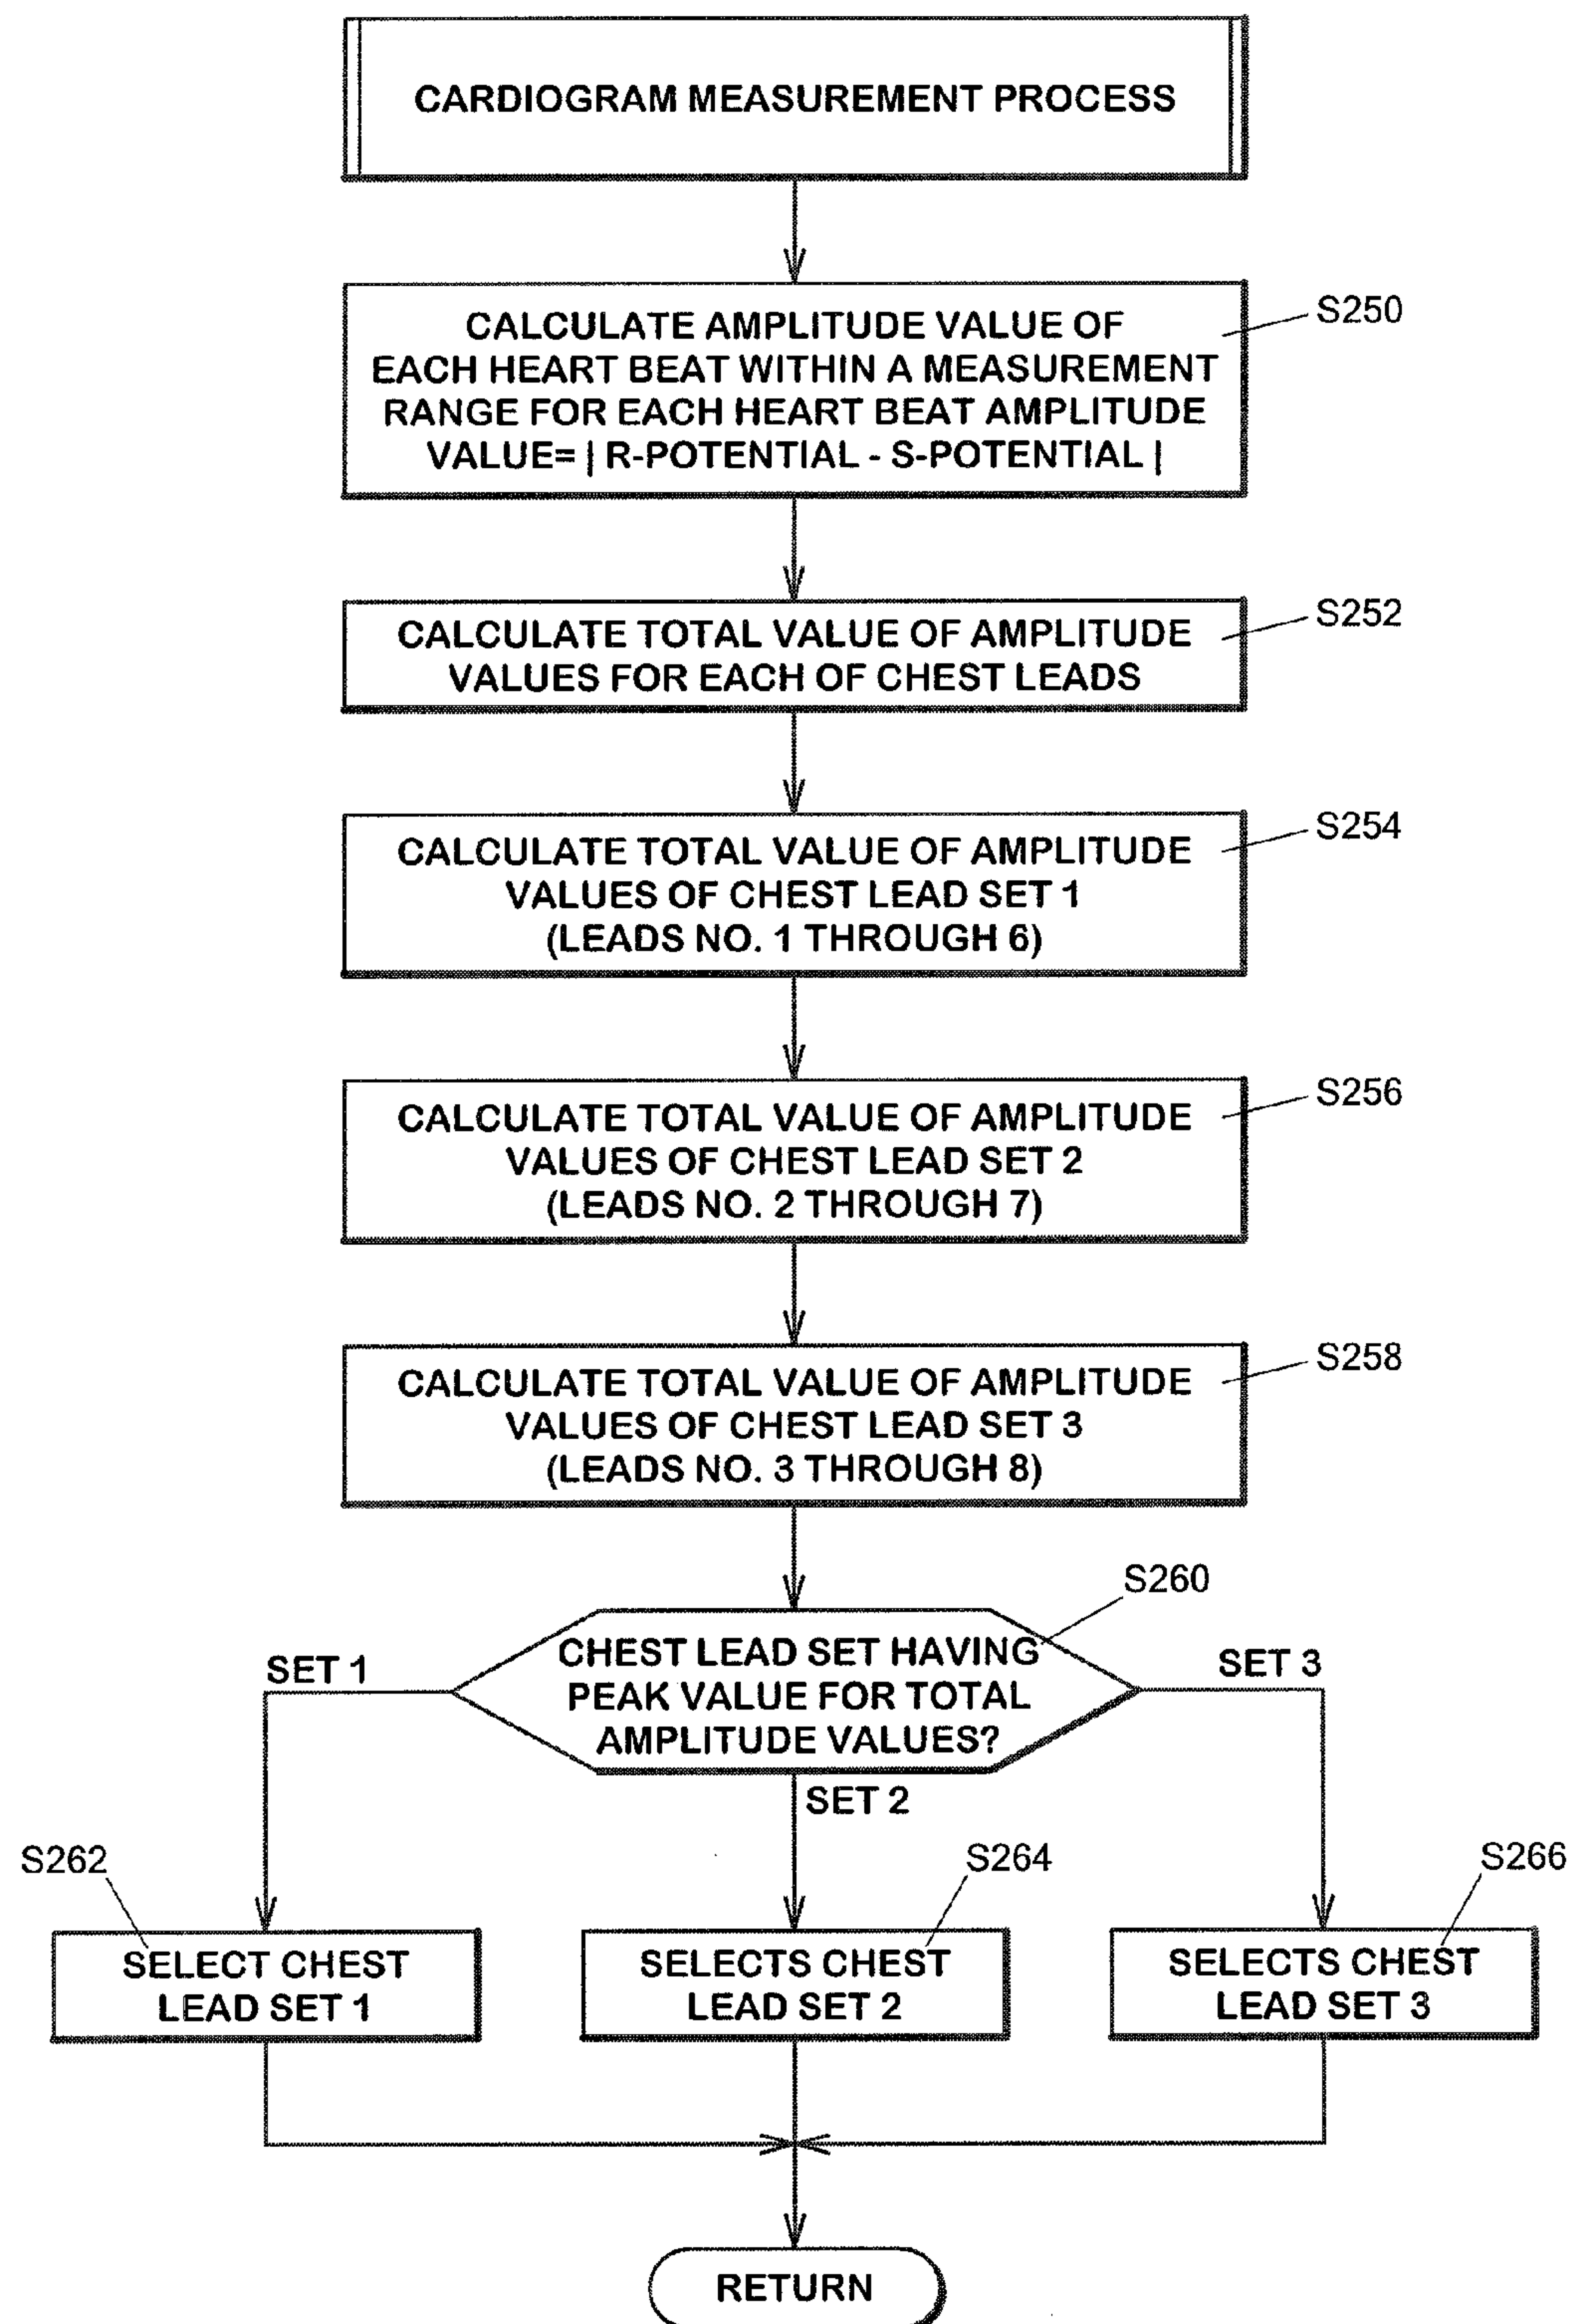 CARDIOGRAM MEASUREMENT PROCESS
CALCULATE AMPLITUDE VALUE OF
EACH HEART BEAT WITHIN A MEASUREMENT
RANGE FOR EACH HEART BEAT AMPLITUDE
VALUE= | R-POTENTIAL - S-POTENTIAL |
S250
CALCULATE TOTAL VALUE OF AMPLITUDE
VALUES FOR EACH OF CHEST LEADS
S252
CALCULATE TOTAL VALUE OF AMPLITUDE
VALUES OF CHEST LEAD SET 1
(LEADS NO. 1 THROUGH 6)
S254
CALCULATE TOTAL VALUE OF AMPLITUDE
VALUES OF CHEST LEAD SET 2
(LEADS NO. 2 THROUGH 7)
S256
CALCULATE TOTAL VALUE OF AMPLITUDE
VALUES OF CHEST LEAD SET 3
(LEADS NO. 3 THROUGH 8)
S258
S260
CHEST LEAD SET HAVING
PEAK VALUE FOR TOTAL
AMPLITUDE VALUES?
SET 1
SET 3
SET 2
S262
SELECT CHEST
LEAD SET 1
S264
SELECTS CHEST
LEAD SET 2
S266
SELECTS CHEST
LEAD SET 3
RETURN